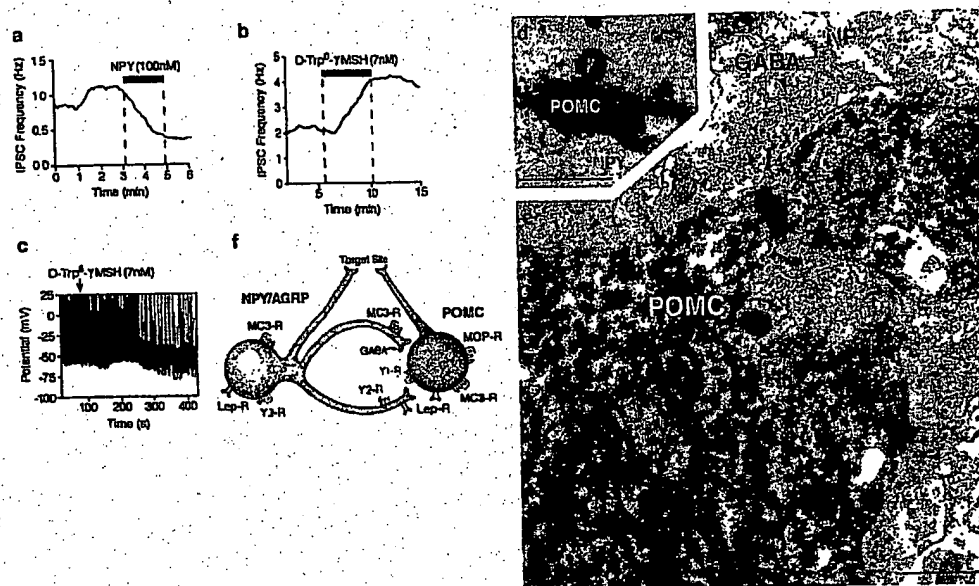 a
IPSC Frequency (Hz)
1.5
1.0
0.5
0.0
NPY (100nM)
0 1 2 3 4 5 6
Time (min)
b
IPSC Frequency (Hz)
5
4
3
2
1
0
D-Trp⁸-γMSH (7nM)
5 10 15
Time (min)
c
D-Trp⁸-γMSH (7nM)
Potential (mV)
25
0
-25
-50
-75
-100
100 200 300 400
Time (s)
f
Target Site
NPY/AGRP
POMC
MC3-R
MC3-R
MOP-R
GABA
Y1-R
Y2-R
Lep-R
Lep-R
MC3-R
d
POMC
GABA
POMC